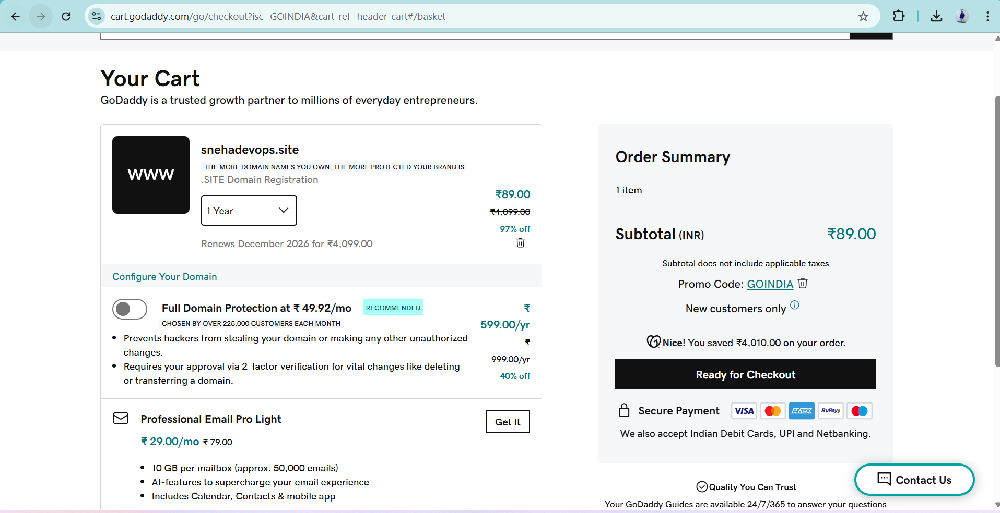 cart.godaddy.com/go/checkout?isc=GOINDIA&cart_ref=header_cart#/basket
Your Cart
GoDaddy is a trusted growth partner to millions of everyday entrepreneurs.
www
snehadevops.site
THE MORE DOMAIN NAMES YOU OWN, THE MORE PROTECTED YOUR BRAND IS
.SITE Domain Registration
₹89.00
1 Year
₹4,099.00
97% off
Renews December 2026 for ₹4,099.00
Configure Your Domain
Full Domain Protection at ₹ 49.92/mo
RECOMMENDED
CHOSEN BY OVER 225,000 CUSTOMERS EACH MONTH
₹
599.00/yr
₹
999.00/yr
40% off
Prevents hackers from stealing your domain or making any other unauthorized
changes.
Requires your approval via 2-factor verification for vital changes like deleting
or transferring a domain.
Professional Email Pro Light
Get It
₹ 29.00/mo ₹ 79.00
10 GB per mailbox (approx. 50,000 emails)
AI-features to supercharge your email experience
Includes Calendar, Contacts & mobile app
Order Summary
1 item
Subtotal (INR) ₹89.00
Subtotal does not include applicable taxes
Promo Code: GOINDIA
New customers only
Nice! You saved ₹4,010.00 on your order.
Ready for Checkout
Secure Payment
VISA
AMEX
RuPay
We also accept Indian Debit Cards, UPI and Netbanking.
Quality You Can Trust
Your GoDaddy Guides are available 24/7/365 to answer your questions
Contact Us